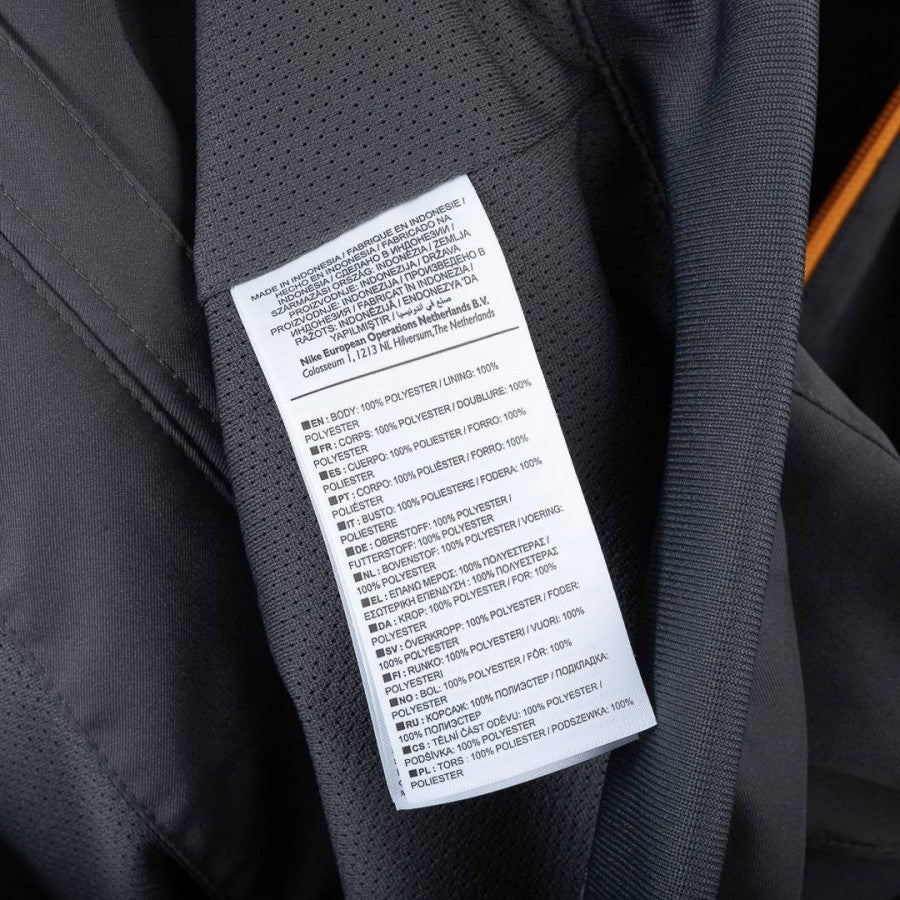 MADE IN INDONESIA / FABRIQUE EN INDONESIE /
HECHO EN INDONESIA / FABRICADO NA
INDONÉSIA / СДЕЛАНО В ИНДОНЕЗИИ /
SZÁRMAZÁSI ORSZÁG: INDONÉZIA / ZEMLJA
PROIZVODNJE: INDONEZIJA / DRŽAVA
PROIZVODNJE: INDONEZIJA / ПРОИЗВЕДЕНО В
ИНДОНЕЗИЯ / FABRICAT ÎN INDONEZIA /
RAŽOTS: INDONĒZIJĀ / ENDONEZYA 'DA
YAPILMIŞTIR / صنع في اندونيسيا
Nike European Operations Netherlands B.V.
Colosseum 1, 1213 NL Hilversum, The Netherlands
■EN : BODY: 100% POLYESTER / LINING: 100%
POLYESTER
■FR : CORPS: 100% POLYESTER / DOUBLURE: 100%
POLYESTER
■ES : CUERPO: 100% POLIESTER / FORRO: 100%
POLIESTER
■PT : CORPO: 100% POLIÉSTER / FORRO: 100%
POLIÉSTER
■IT : BUSTO: 100% POLIESTERE / FODERA: 100%
POLIESTERE
■DE : OBERSTOFF: 100% POLYESTER /
FUTTERSTOFF: 100% POLYESTER
■NL : BOVENSTOF: 100% POLYESTER / VOERING:
100% POLYESTER
■EL : ΕΠΑΝΩ ΜΕΡΟΣ: 100% ΠΟΛΥΕΣΤΕΡΑΣ /
ΕΣΩΤΕΡΙΚΗ ΕΠΕΝΔΥΣΗ : 100% ΠΟΛΥΕΣΤΕΡΑΣ
■DA : KROP: 100% POLYESTER / FOR: 100%
POLYESTER
■SV : ÖVERKROPP: 100% POLYESTER / FODER:
100% POLYESTER
■FI : RUNKO: 100% POLYESTERI / VUORI: 100%
POLYESTERI
■NO : BOL: 100% POLYESTER / FÔR: 100%
POLYESTER
■RU : КОРСАЖ: 100% ПОЛИЭСТЕР / ПОДКЛАДКА:
100% ПОЛИЭСТЕР
■CS : TĚLNÍ ČÁST ODĚVU: 100% POLYESTER /
PODŠÍVKA: 100% POLYESTER
■PL : TORS : 100% POLIESTER / PODSZEWKA: 100%
POLIESTER